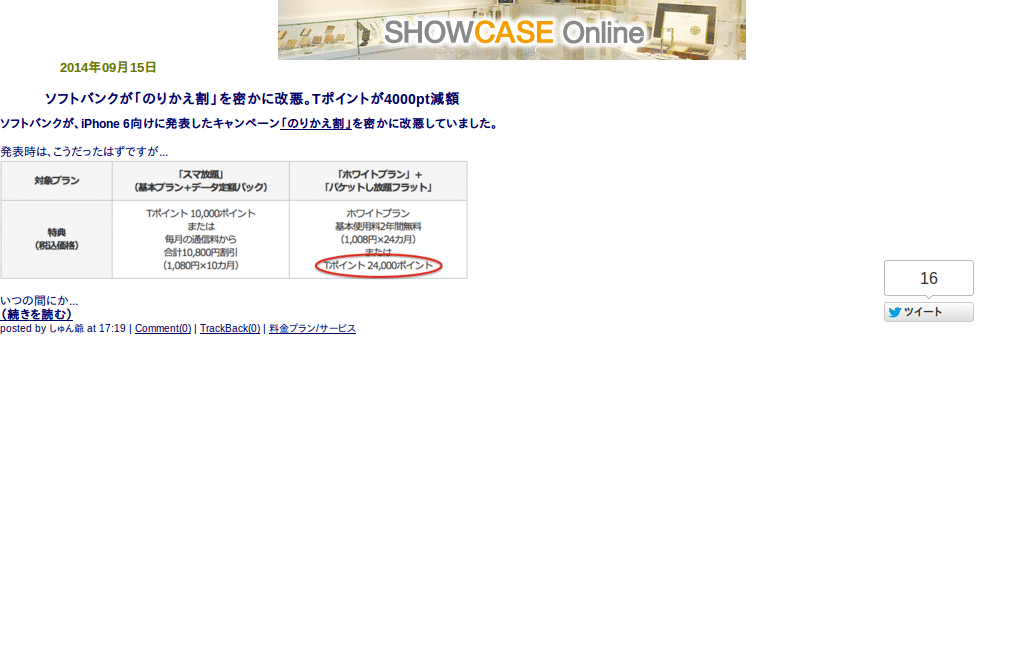 SHOWCASE Online
2014年09月15日
ソフトバンクが「のりかえ割」を密かに改悪。Tポイントが4000pt減額
ソフトバンクが、iPhone 6向けに発表したキャンペーン「のりかえ割」を密かに改悪していました。
発表時は、こうだったはずですが...
対象プラン
「スマ放題」
（基本プラン＋データ定額パック）
「ホワイトプラン」＋
「パケットし放題フラット」
特典
（税込価格）
Tポイント 10,000ポイント
または
毎月の通信料から
合計10,800円割引
（1,080円×10カ月）
ホワイトプラン
基本使用料2年間無料
（1,008円×24カ月）
または
Tポイント 24,000ポイント
いつの間にか...
（続きを読む）
posted by しゅん爺 at 17:19 | Comment(0) | TrackBack(0) | 料金プラン/サービス
16
ツイート